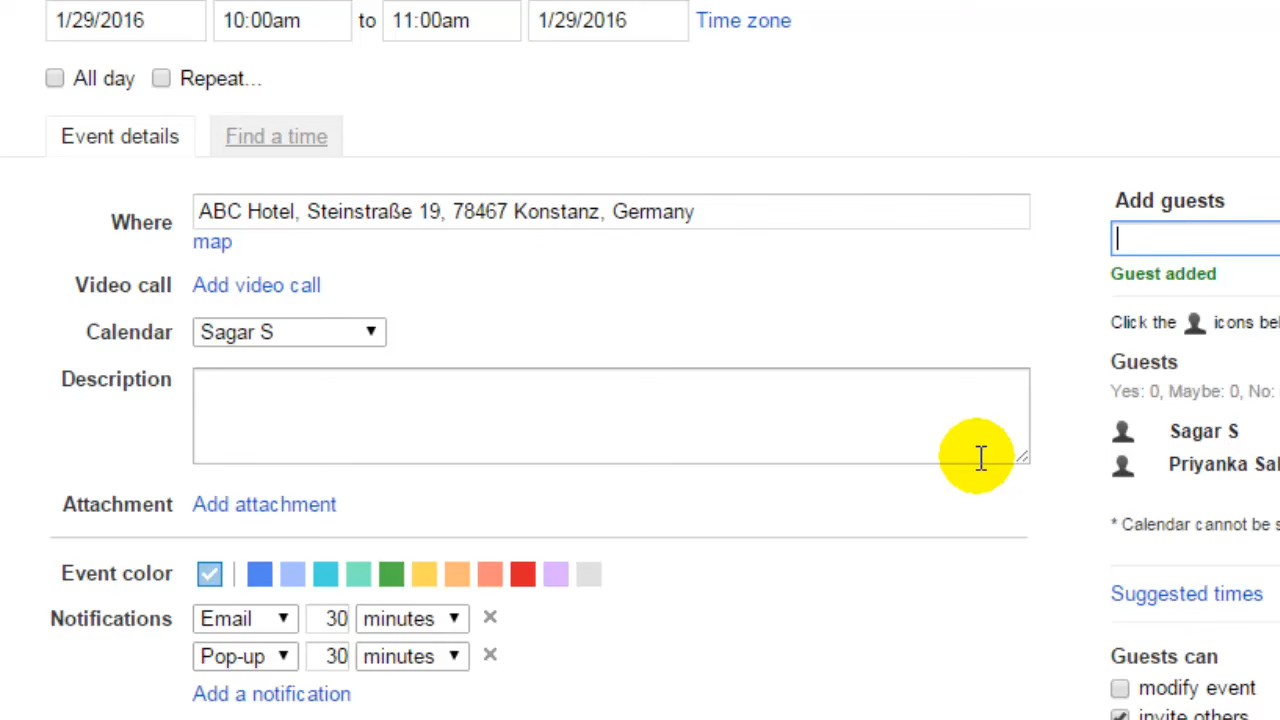 1/29/2016 10:00am to 11:00am 1/29/2016 Time zone
All day Repeat...
Event details Find a time
Where ABC Hotel, Steinstraße 19, 78467 Konstanz, Germany
map
Video call Add video call
Calendar Sagar S
Description
Attachment Add attachment
Event color
Notifications Email 30 minutes
Pop-up 30 minutes
Add a notification
Add guests
Guest added
Click the icons
Guests
Yes: 0, Maybe: 0, No:
Sagar S
Priyanka
* Calendar cannot be
Suggested times
Guests can
modify event
invite others